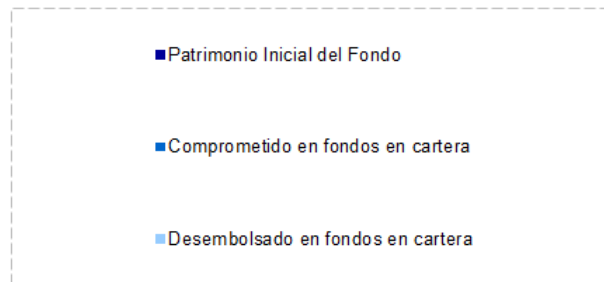 Patrimonio Inicial del Fondo
Comprometido en fondos en cartera
Desembolsado en fondos en cartera